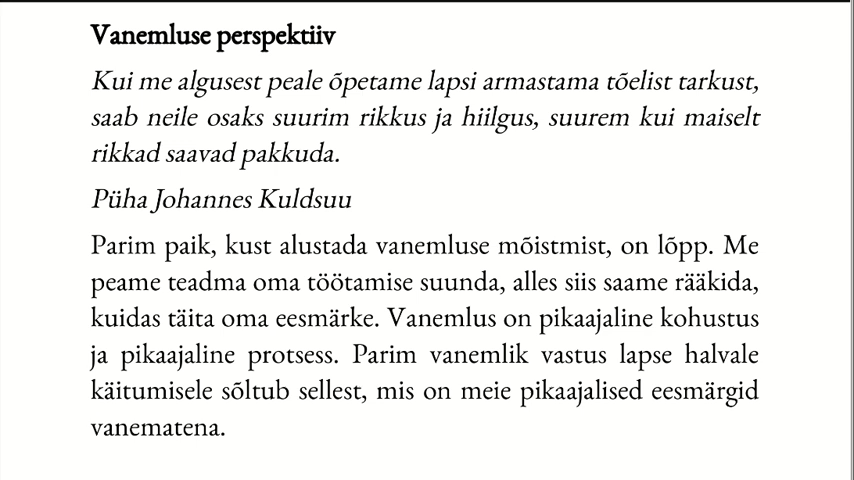 Vanemluse perspektiiv
Kui me algusest peale õpetame lapsi armastama tõelist tarkust,
saab neile osaks suurim rikkus ja hiilgus, suurem kui maiselt
rikkad saavad pakkuda.
Püha Johannes Kuldsuu
Parim paik, kust alustada vanemluse mõistmist, on lõpp. Me
peame teadma oma töötamise suunda, alles siis saame rääkida,
kuidas täita oma eesmärke. Vanemlus on pikaajaline kohustus
ja pikaajaline protsess. Parim vanemlik vastus lapse halvale
käitumisele sõltub sellest, mis on meie pikaajalised eesmärgid
vanematena.